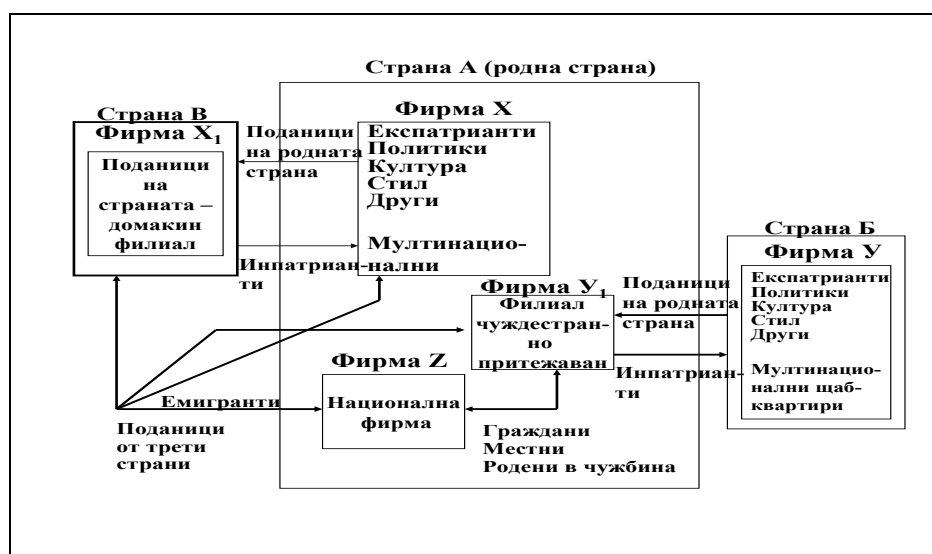 Страна А (родна страна)
Страна В
Фирма X₁
Поданици
на
страната –
домакин
филиал
Поданици
на родната
страна
Инпатриан-
ти
Фирма X
Експатрианти
Политики
Култура
Стил
Други
Мултинацио-
нални
Страна Б
Фирма У
Експатрианти
Политики
Култура
Стил
Други
Мултинацио-
нални щаб-
квартири
Фирма У₁
Филиал
чуждестран-
но
притежаван
Поданици
на родната
страна
Инпатриан-
ти
Фирма Z
Национална
фирма
Емигранти
Поданици
от трети
страни
Граждани
Местни
Родени в чужбина